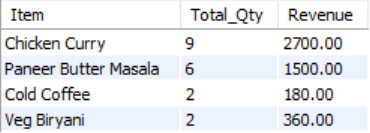 Item Total_Qty Revenue
Chicken Curry 9 2700.00
Paneer Butter Masala 6 1500.00
Cold Coffee 2 180.00
Veg Biryani 2 360.00